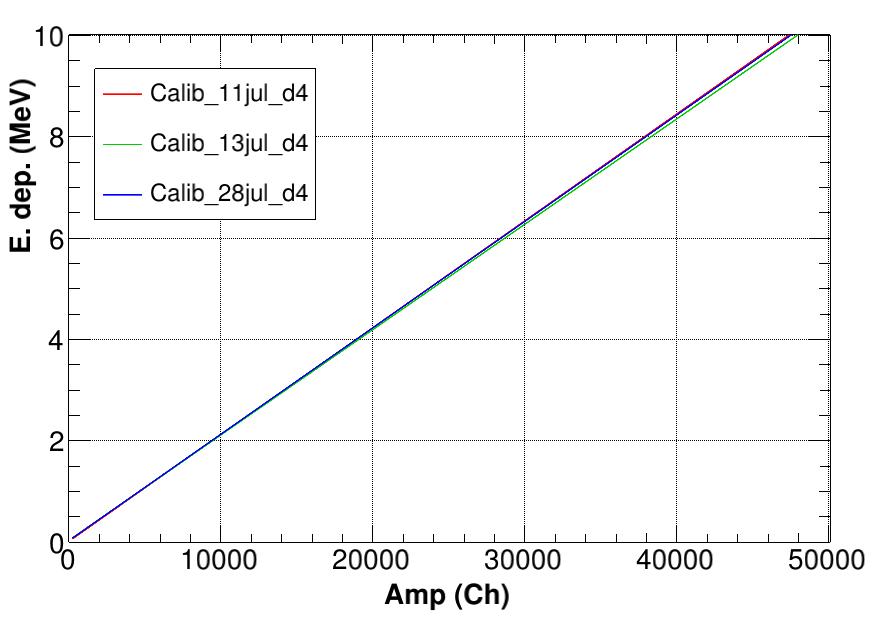 10
Calib_11jul_d4
8
Calib_13jul_d4
Calib_28jul_d4
E. dep. (MeV)
6
4
2
0
0 10000 20000 30000 40000 50000
Amp (Ch)